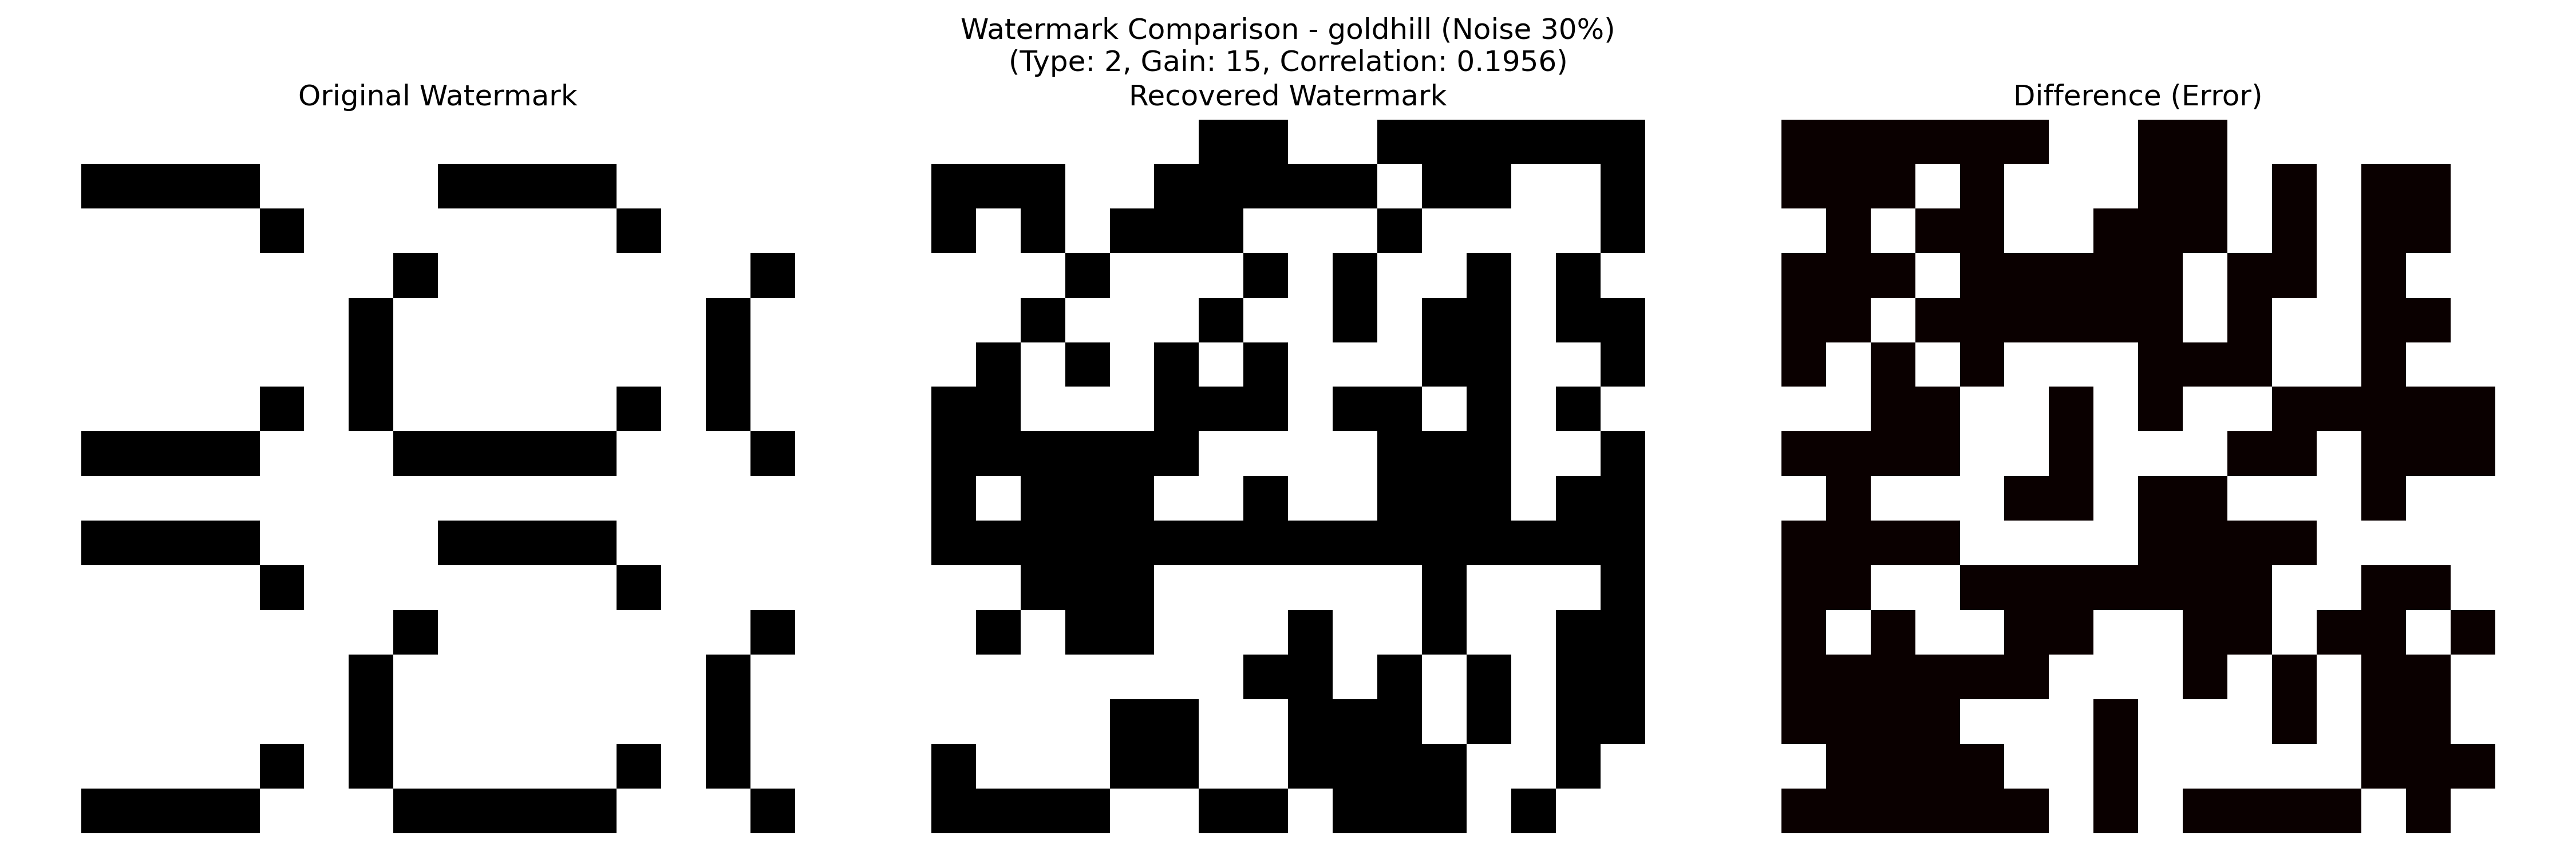 Watermark Comparison - goldhill (Noise 30%)
(Type: 2, Gain: 15, Correlation: 0.1956)
Original Watermark
Recovered Watermark
Difference (Error)